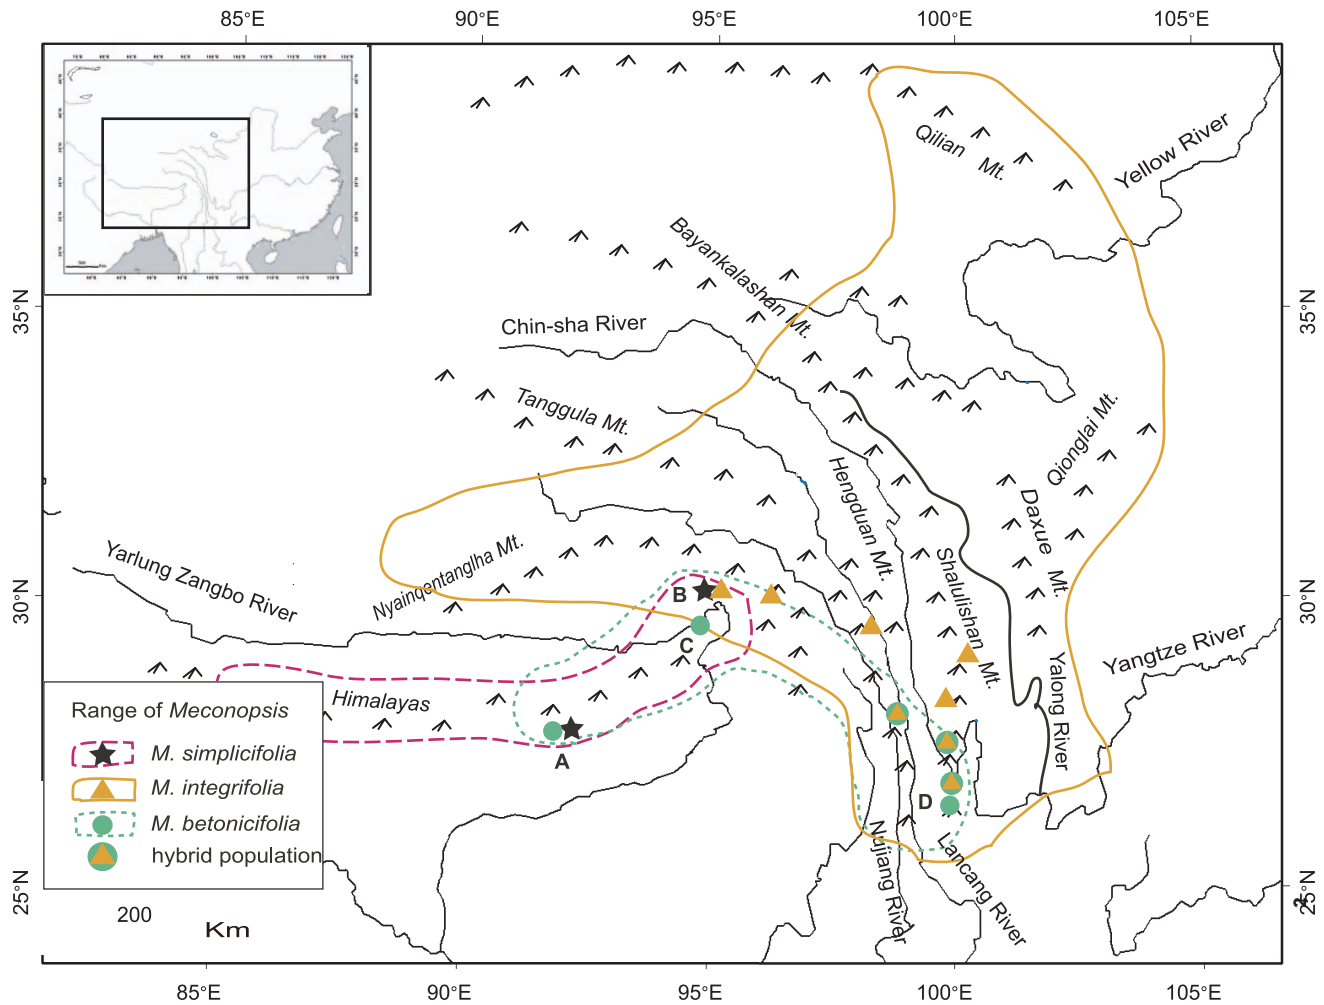 85°E
90°E
95°E
100°E
105°E
35°N
30°N
25°N
35°N
30°N
25°N
Qilian Mt.
Yellow River
Bayankalashan Mt.
Chin-sha River
Tanggula Mt.
Qionglai Mt.
Hengduan Mt.
Daxue Mt.
Shalulishan Mt.
Nyainqentanglha Mt.
Yarlung Zangbo River
B
C
Yangtze River
Yalong River
Himalayas
A
D
Nujiang River
Lancang River
Range of Meconopsis
M. simplicifolia
M. integrifolia
M. betonicifolia
hybrid population
200
Km
85°E
90°E
95°E
100°E
105°E